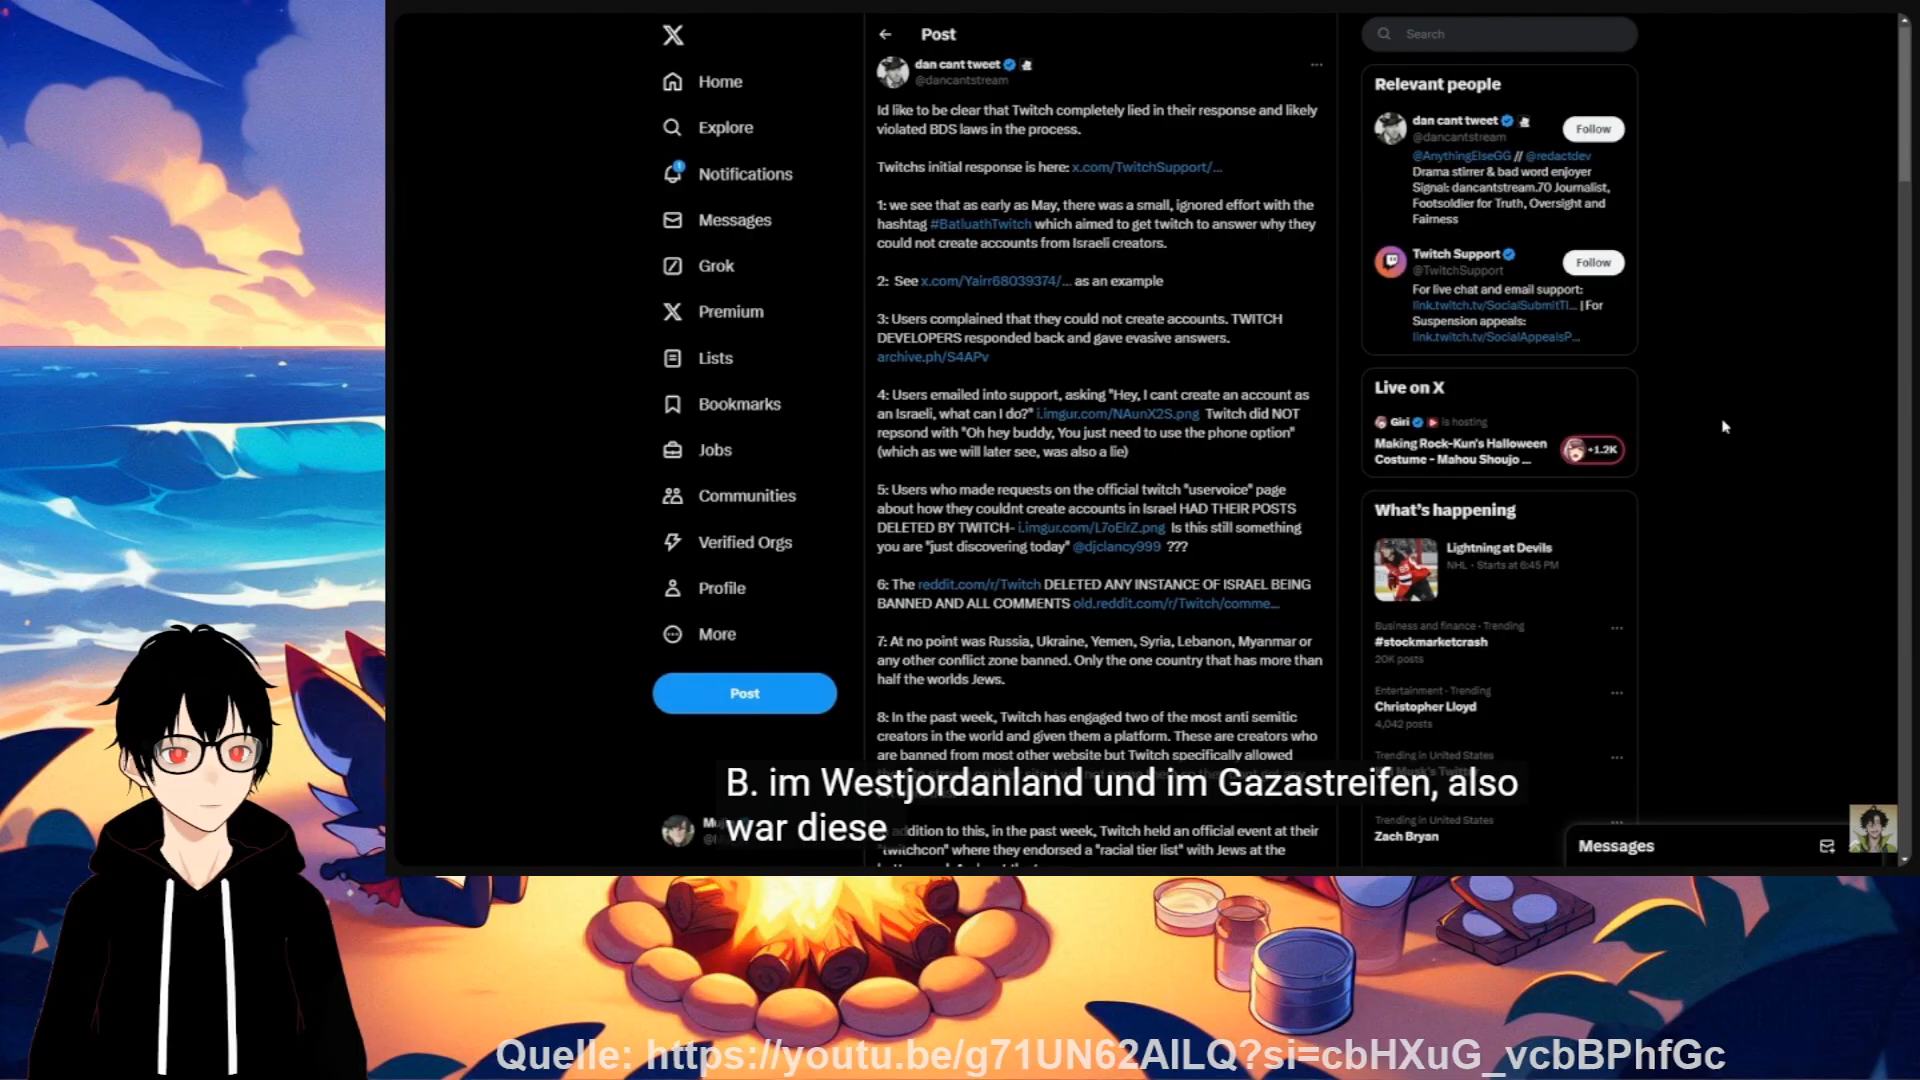 Home
Explore
1
Notifications
Messages
Grok
Premium
Lists
Bookmarks
Jobs
Communities
Verified Orgs
Profile
More
Post
Post
dan cant tweet
@dancantstream
Id like to be clear that Twitch completely lied in their response and likely
violated BDS laws in the process.
Twitchs initial response is here: x.com/TwitchSupport/...
1: we see that as early as May, there was a small, ignored effort with the
hashtag #BatluathTwitch which aimed to get twitch to answer why they
could not create accounts from Israeli creators.
2: See x.com/Yairr68039374/... as an example
3: Users complained that they could not create accounts. TWITCH
DEVELOPERS responded back and gave evasive answers.
archive.ph/S4APv
4: Users emailed into support, asking "Hey, I cant create an account as
an Israeli, what can I do?" i.imgur.com/NAunX2S.png Twitch did NOT
repsond with "Oh hey buddy, You just need to use the phone option"
(which as we will later see, was also a lie)
5: Users who made requests on the official twitch "uservoice" page
about how they couldnt create accounts in Israel HAD THEIR POSTS
DELETED BY TWITCH- i.imgur.com/L7oElrZ.png Is this still something
you are "just discovering today" @djclancy999 ???
6: The reddit.com/r/Twitch DELETED ANY INSTANCE OF ISRAEL BEING
BANNED AND ALL COMMENTS old.reddit.com/r/Twitch/comme...
7: At no point was Russia, Ukraine, Yemen, Syria, Lebanon, Myanmar or
any other conflict zone banned. Only the one country that has more than
half the worlds Jews.
8: In the past week, Twitch has engaged two of the most anti semitic
creators in the world and given them a platform. These are creators who
are banned from most other website but Twitch specifically allowed
addition to this, in the past week, Twitch held an official event at their
"twitchcon" where they endorsed a "racial tier list" with Jews at the
Search
Relevant people
dan cant tweet
@dancantstream
Follow
@AnythingElseGG // @redactdev
Drama stirrer & bad word enjoyer
Signal: dancantstream.70 Journalist,
Footsoldier for Truth, Oversight and
Fairness
Twitch Support
@TwitchSupport
Follow
For live chat and email support:
link.twitch.tv/SocialSubmitTI... | For
Suspension appeals:
link.twitch.tv/SocialAppealsP...
Live on X
Giri is hosting
Making Rock-Kun's Halloween
Costume - Mahou Shoujo ...
+1.2K
What's happening
Lightning at Devils
NHL · Starts at 6:45 PM
Business and finance · Trending
#stockmarketcrash
20K posts
Entertainment · Trending
Christopher Lloyd
4,042 posts
Trending in United States
Trending in United States
Zach Bryan
Messages
B. im Westjordanland und im Gazastreifen, also
war diese
Quelle: https://youtu.be/g71UN62AILQ?si=cbHXuG_vcbBPhfGc